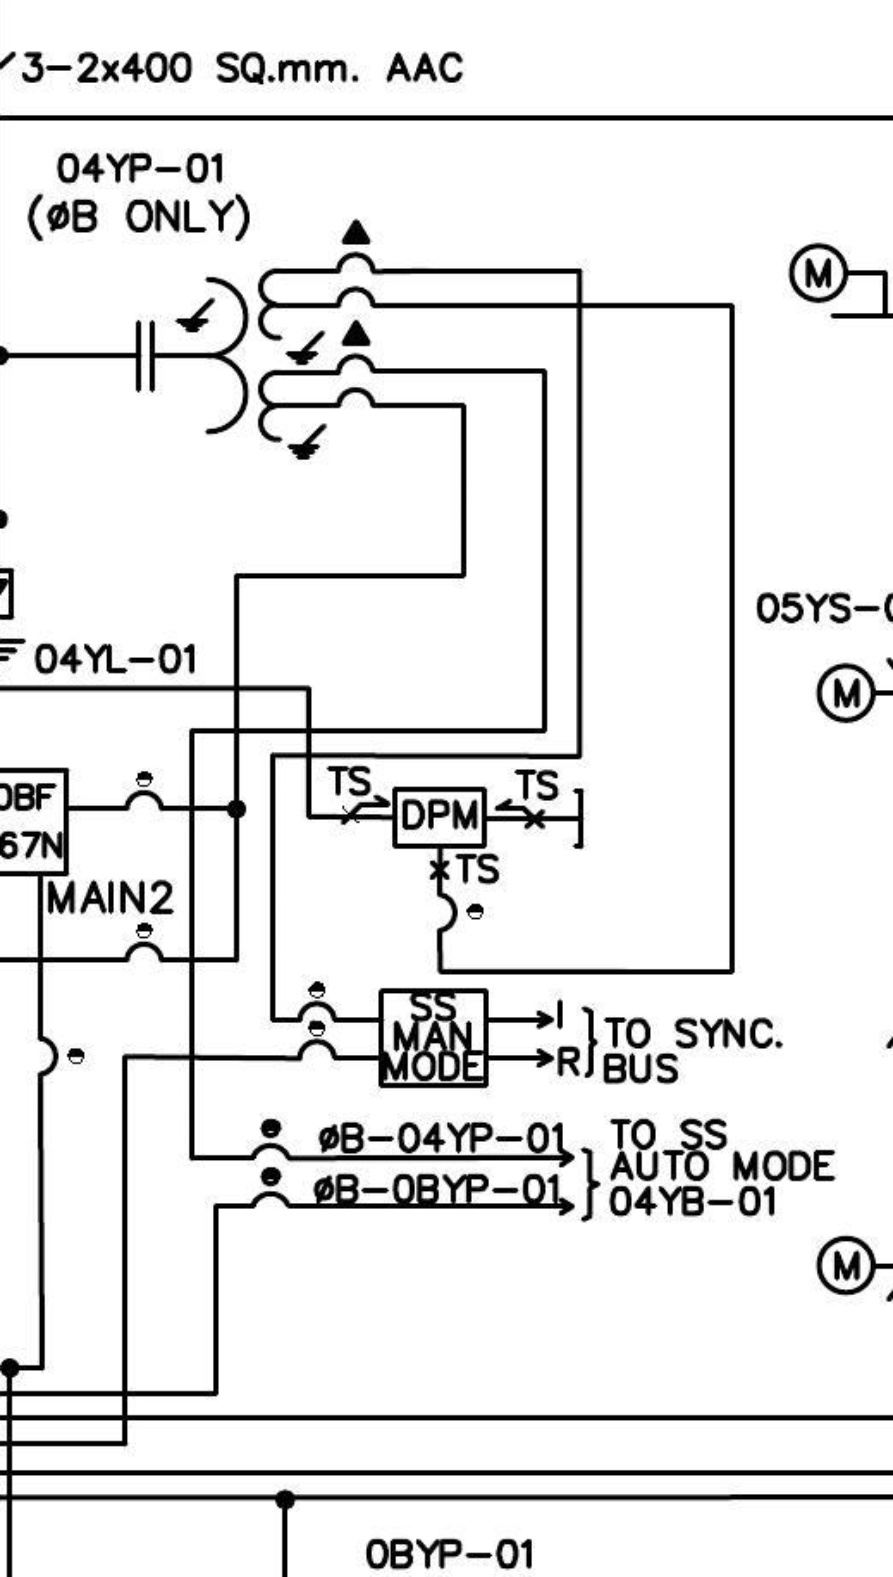 3-2x400 SQ.mm. AAC
04YP-01
(øB ONLY)
M
05YS-0
04YL-01
M
TS
TS
0BF
DPM
67N
TS
MAIN2
SS
MAN
MODE
I
R
TO SYNC.
BUS
øB-04YP-01
øB-0BYP-01
TO SS
AUTO MODE
04YB-01
M
0BYP-01